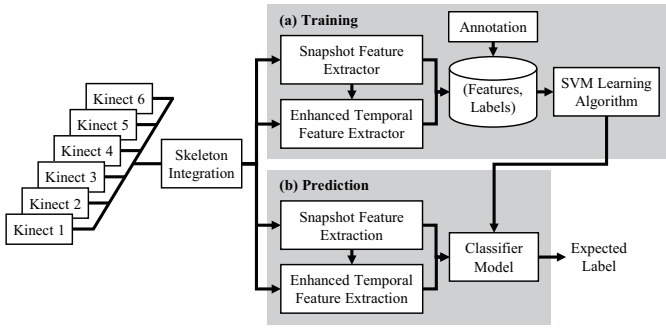 (a) Training
Annotation
Snapshot Feature
Extractor
(Features,
Labels)
SVM Learning
Algorithm
Enhanced Temporal
Feature Extractor
Kinect 6
Kinect 5
Kinect 4
Kinect 3
Kinect 2
Kinect 1
Skeleton
Integration
(b) Prediction
Snapshot Feature
Extraction
Enhanced Temporal
Feature Extraction
Classifier
Model
Expected
Label